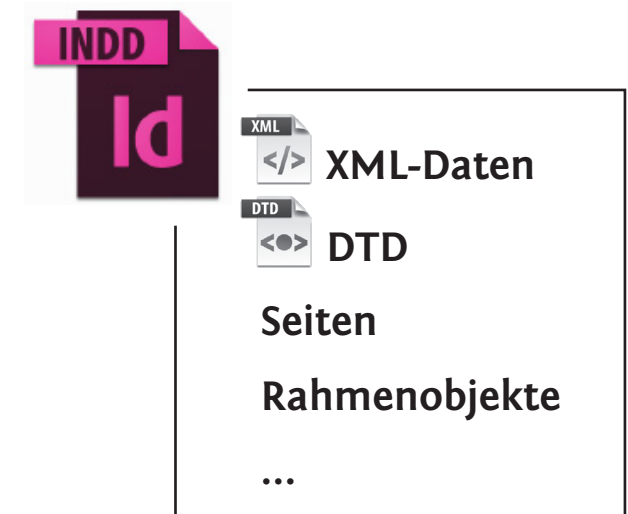 INDD
Id
XML
</>
XML-Daten
DTD
<●>
DTD
Seiten
Rahmenobjekte
...